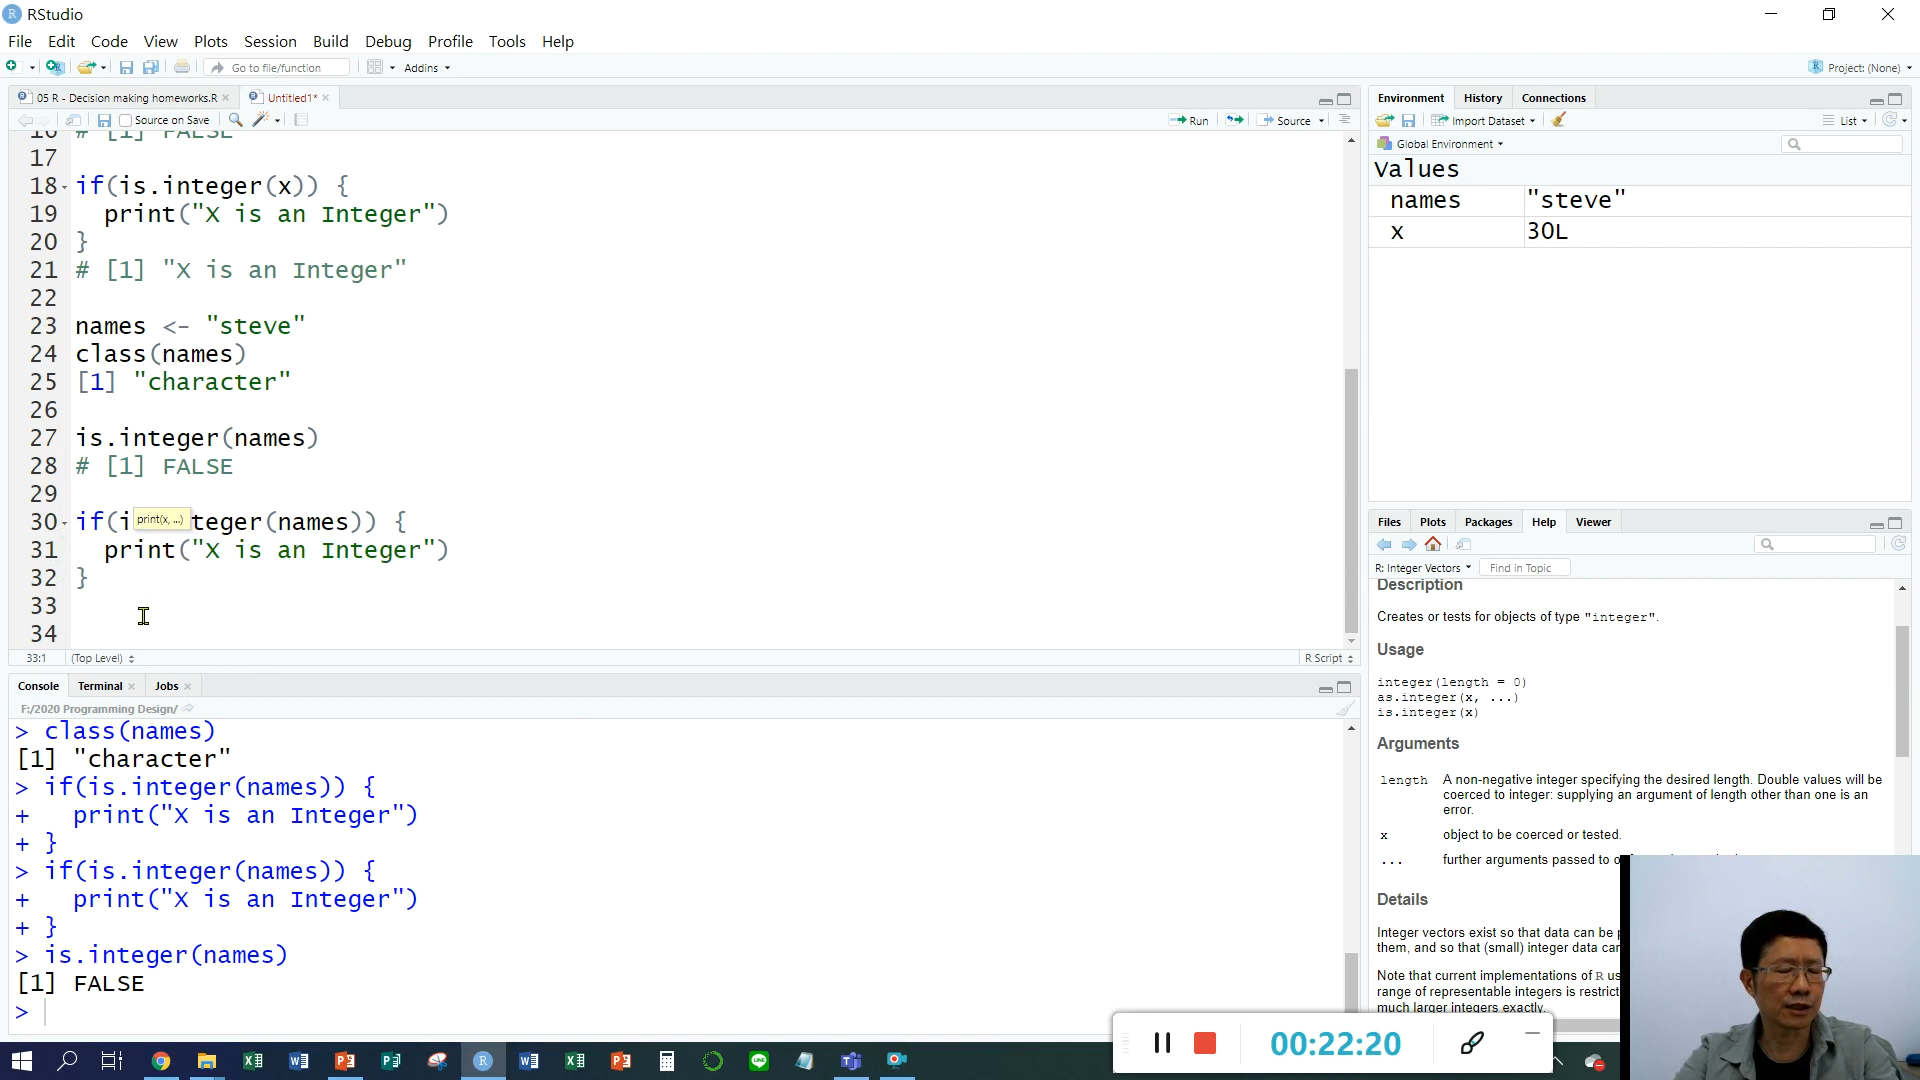 RStudio
File Edit Code View Plots Session Build Debug Profile Tools Help
Go to file/function Addins Project: (None)
05 R - Decision making homeworks.R Untitled1*
Source on Save Run Source
16 # [1] FALSE
17
18 if(is.integer(x)) {
19 print("X is an Integer")
20 }
21 # [1] "X is an Integer"
22
23 names <- "steve"
24 class(names)
25 [1] "character"
26
27 is.integer(names)
28 # [1] FALSE
29
30 if(i print(x, ...) teger(names)) {
31 print("X is an Integer")
32 }
33
34
33:1 (Top Level) R Script
Console Terminal Jobs
F:/2020 Programming Design/
> class(names)
[1] "character"
> if(is.integer(names)) {
+ print("X is an Integer")
+ }
> if(is.integer(names)) {
+ print("X is an Integer")
+ }
> is.integer(names)
[1] FALSE
>
Environment History Connections
Import Dataset List
Global Environment
Values
names "steve"
x 30L
Files Plots Packages Help Viewer
R: Integer Vectors Find in Topic
Description
Creates or tests for objects of type "integer".
Usage
integer(length = 0)
as.integer(x, ...)
is.integer(x)
Arguments
length A non-negative integer specifying the desired length. Double values will be
coerced to integer: supplying an argument of length other than one is an
error.
x object to be coerced or tested.
... further arguments passed to o
Details
Integer vectors exist so that data can be
them, and so that (small) integer data
Note that current implementations of R
range of representable integers is
much larger integers exactly.
00:22:20